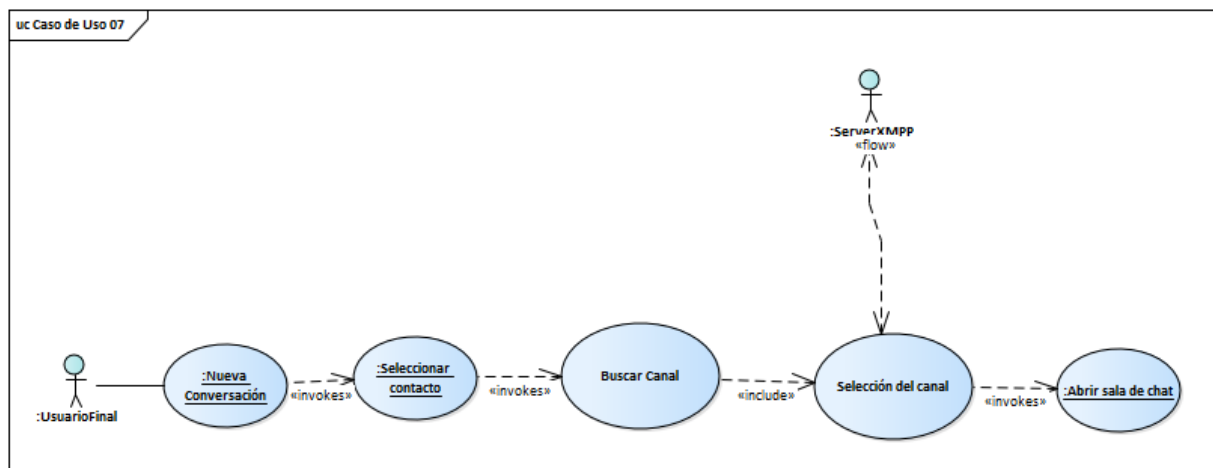 uc Caso de Uso 07
:ServerXMPP
«flow»
:UsuarioFinal
:Nueva
Conversación
«invokes»
:Seleccionar
contacto
«invokes»
Buscar Canal
«include»
Selección del canal
«invokes»
:Abrir sala de chat